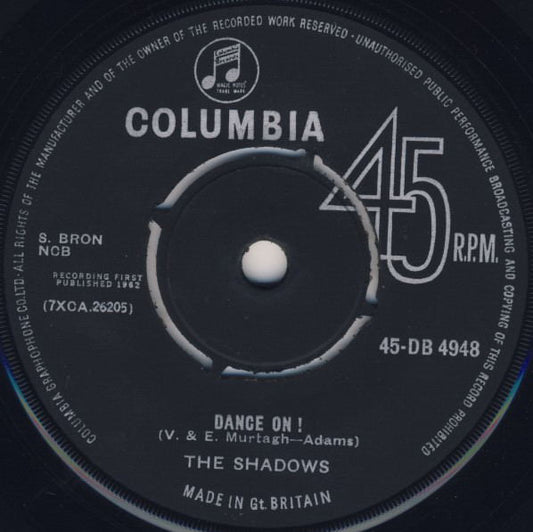 COLUMBIA GRAPHOPHONE CO. LTD.·ALL RIGHTS OF THE MANUFACTURER AND OF THE OWNER OF THE RECORDED WORK RESERVED·UNAUTHORISED PUBLIC PERFORMANCE BROADCASTING AND COPYING OF THIS RECORD PROHIBITED
MAGIC NOTES
TRADE MARK
COLUMBIA
45
R.P.M.
S. BRON
NCB
RECORDING FIRST
PUBLISHED 1962
(7XCA.26205)
45-DB 4948
DANCE ON !
(V. & E. Murtagh—Adams)
THE SHADOWS
MADE IN Gt. BRITAIN